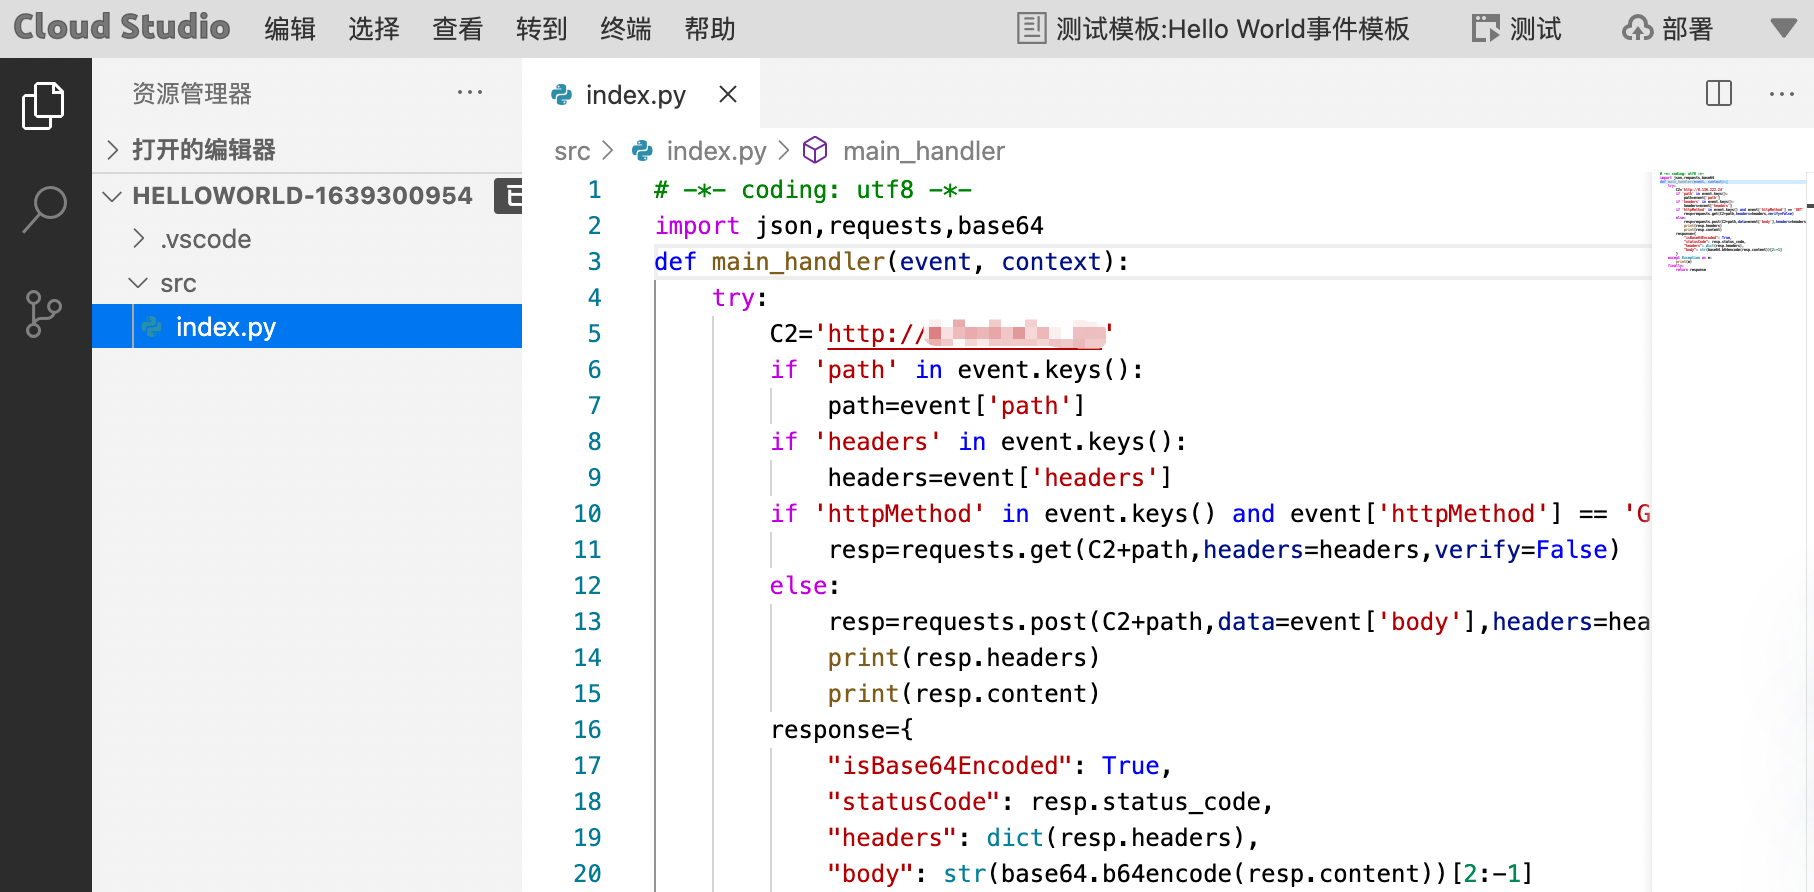 Cloud Studio 编辑 选择 查看 转到 终端 帮助 测试模板:Hello World事件模板 测试 部署
资源管理器 ···
打开的编辑器
HELLOWORLD-1639300954
.vscode
src
index.py
index.py
src > index.py > main_handler
1 # -*- coding: utf8 -*-
2 import json,requests,base64
3 def main_handler(event, context):
4 try:
5 C2='http://'
6 if 'path' in event.keys():
7 path=event['path']
8 if 'headers' in event.keys():
9 headers=event['headers']
10 if 'httpMethod' in event.keys() and event['httpMethod'] == 'G
11 resp=requests.get(C2+path,headers=headers,verify=False)
12 else:
13 resp=requests.post(C2+path,data=event['body'],headers=hea
14 print(resp.headers)
15 print(resp.content)
16 response={
17 "isBase64Encoded": True,
18 "statusCode": resp.status_code,
19 "headers": dict(resp.headers),
20 "body": str(base64.b64encode(resp.content))[2:-1]